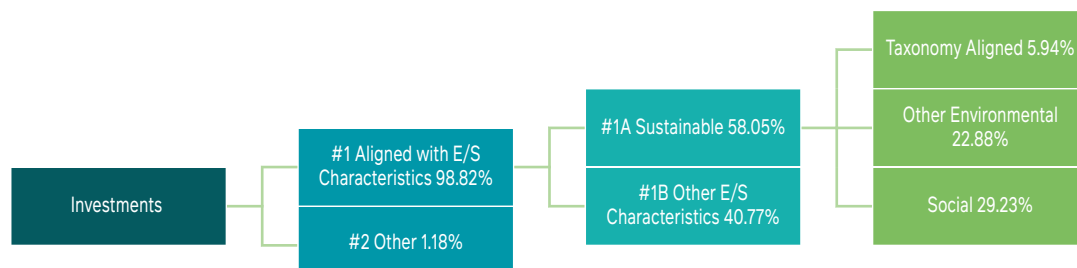 Investments
#1 Aligned with E/S
Characteristics 98.82%
#2 Other 1.18%
#1A Sustainable 58.05%
#1B Other E/S
Characteristics 40.77%
Taxonomy Aligned 5.94%
Other Environmental
22.88%
Social 29.23%